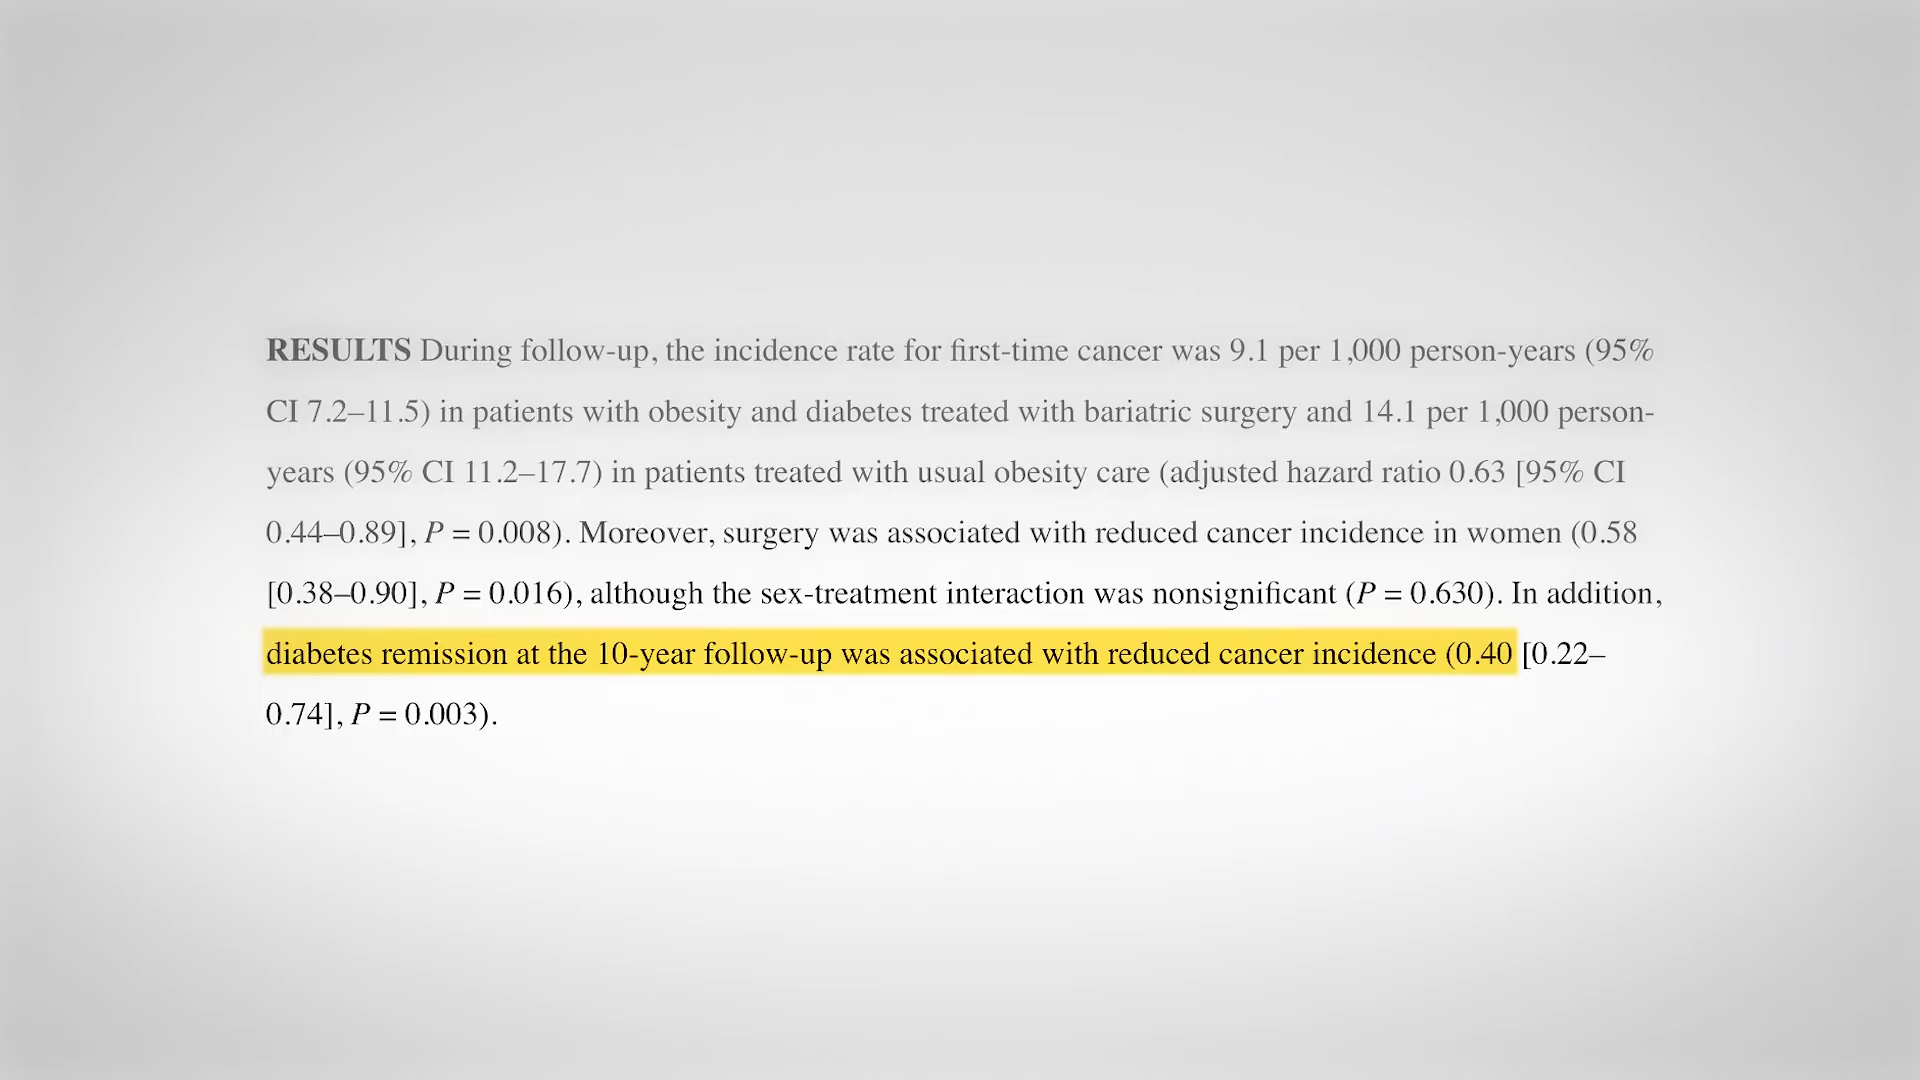 RESULTS During follow-up, the incidence rate for first-time cancer was 9.1 per 1,000 person-years (95%
CI 7.2–11.5) in patients with obesity and diabetes treated with bariatric surgery and 14.1 per 1,000 person-
years (95% CI 11.2–17.7) in patients treated with usual obesity care (adjusted hazard ratio 0.63 [95% CI
0.44–0.89], P = 0.008). Moreover, surgery was associated with reduced cancer incidence in women (0.58
[0.38–0.90], P = 0.016), although the sex-treatment interaction was nonsignificant (P = 0.630). In addition,
diabetes remission at the 10-year follow-up was associated with reduced cancer incidence (0.40 [0.22–
0.74], P = 0.003).